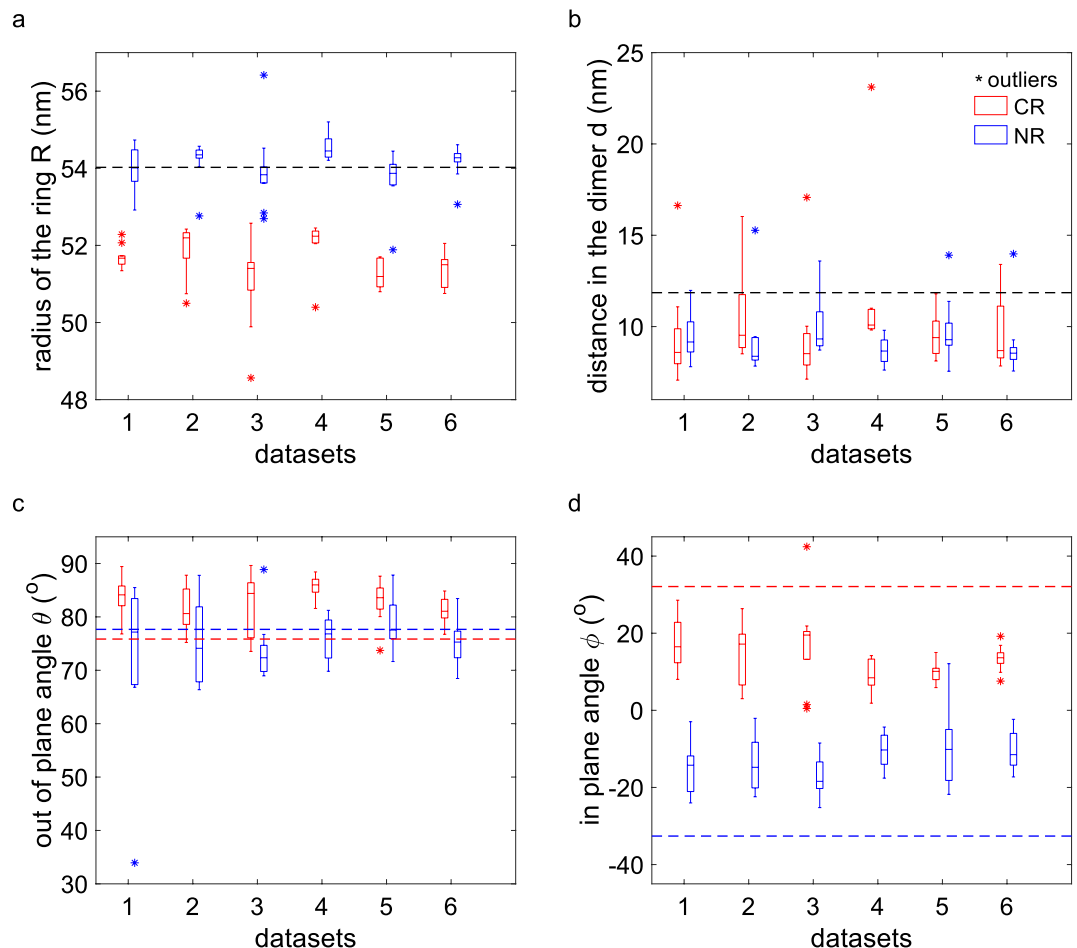 a
radius of the ring R (nm)
56
54
52
50
48
1 2 3 4 5 6
datasets
b
distance in the dimer d (nm)
25
20
15
10
* outliers
CR
NR
1 2 3 4 5 6
datasets
c
out of plane angle θ (°)
90
80
70
60
50
40
30
1 2 3 4 5 6
datasets
d
in plane angle ϕ (°)
40
20
0
-20
-40
1 2 3 4 5 6
datasets